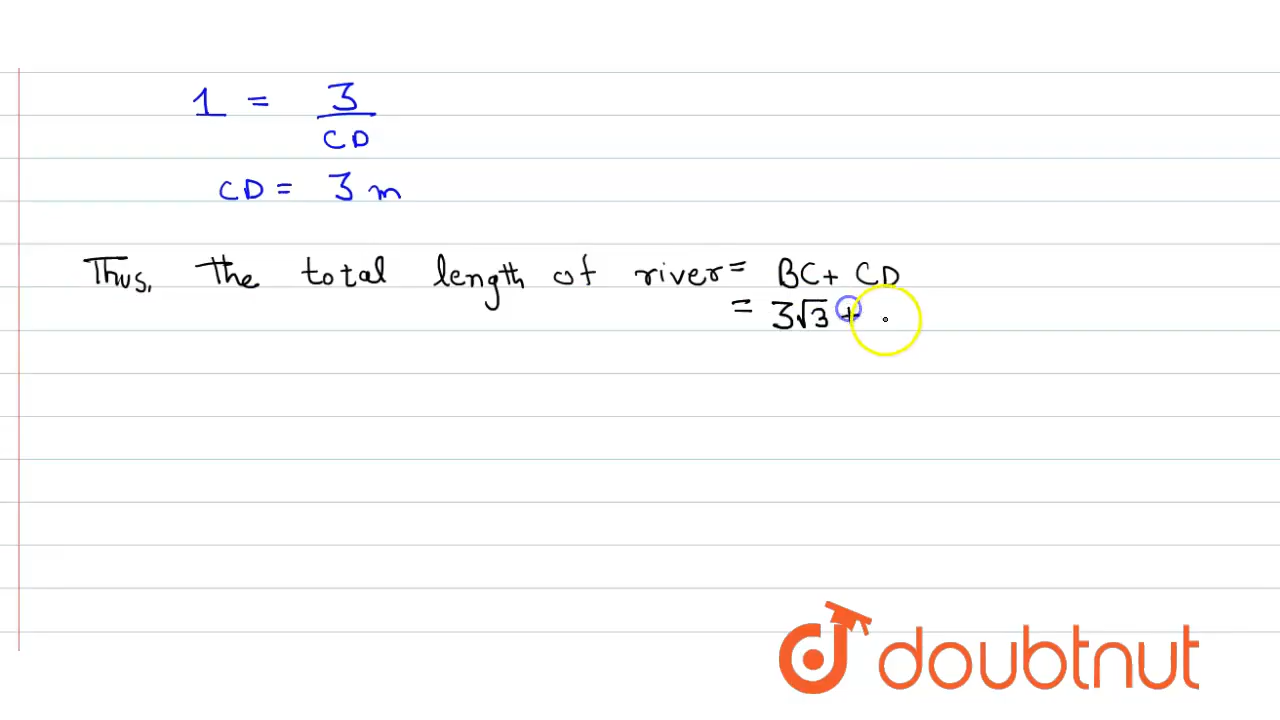 1 = 3/CD
CD = 3 m
Thus, The total length of river = BC + CD
= 3√3 +
doubtnut